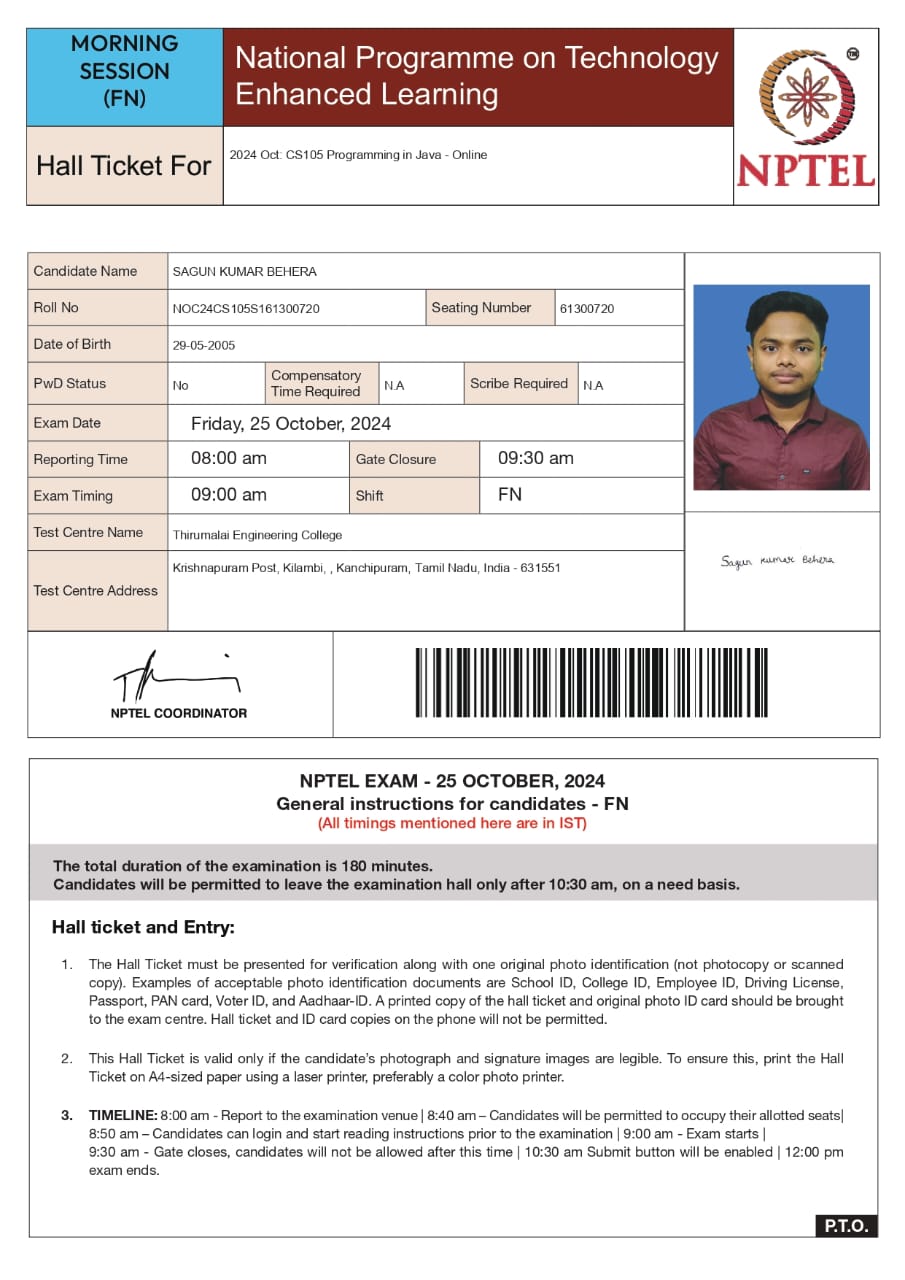 MORNING
SESSION
(FN)
National Programme on Technology
Enhanced Learning
TM
NPTEL
Hall Ticket For
2024 Oct: CS105 Programming in Java - Online
Candidate Name SAGUN KUMAR BEHERA
Roll No NOC24CS105S161300720 Seating Number 61300720
Date of Birth 29-05-2005
PwD Status No Compensatory
Time Required N.A Scribe Required N.A
Exam Date Friday, 25 October, 2024
Reporting Time 08:00 am Gate Closure 09:30 am
Exam Timing 09:00 am Shift FN
Test Centre Name Thirumalai Engineering College
Test Centre Address Krishnapuram Post, Kilambi, , Kanchipuram, Tamil Nadu, India - 631551
Sagun Kumar Behera
NPTEL COORDINATOR
NPTEL EXAM - 25 OCTOBER, 2024
General instructions for candidates - FN
(All timings mentioned here are in IST)
The total duration of the examination is 180 minutes.
Candidates will be permitted to leave the examination hall only after 10:30 am, on a need basis.
Hall ticket and Entry:
1. The Hall Ticket must be presented for verification along with one original photo identification (not photocopy or scanned
copy). Examples of acceptable photo identification documents are School ID, College ID, Employee ID, Driving License,
Passport, PAN card, Voter ID, and Aadhaar-ID. A printed copy of the hall ticket and original photo ID card should be brought
to the exam centre. Hall ticket and ID card copies on the phone will not be permitted.
2. This Hall Ticket is valid only if the candidate's photograph and signature images are legible. To ensure this, print the Hall
Ticket on A4-sized paper using a laser printer, preferably a color photo printer.
3. TIMELINE: 8:00 am - Report to the examination venue | 8:40 am – Candidates will be permitted to occupy their allotted seats|
8:50 am – Candidates can login and start reading instructions prior to the examination | 9:00 am - Exam starts |
9:30 am - Gate closes, candidates will not be allowed after this time | 10:30 am Submit button will be enabled | 12:00 pm
exam ends.
P.T.O.